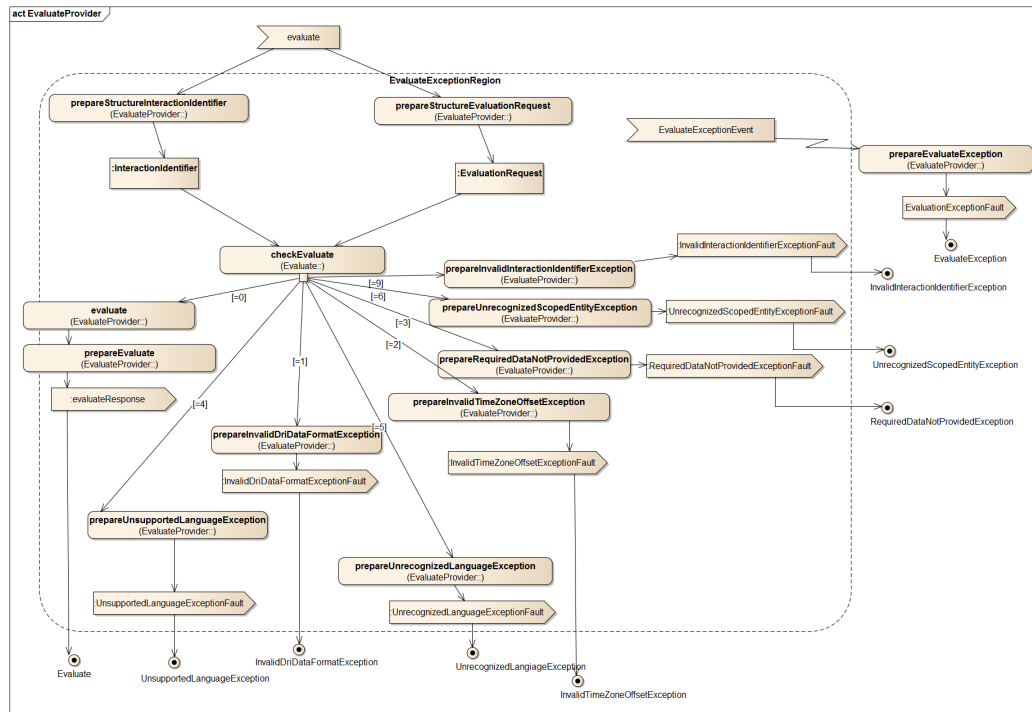 act EvaluateProvider
evaluate
EvaluateExceptionRegion
prepareStructureInteractionIdentifier
(EvaluateProvider::)
prepareStructureEvaluationRequest
(EvaluateProvider::)
EvaluateExceptionEvent
prepareEvaluateException
(EvaluateProvider::)
:InteractionIdentifier
:EvaluationRequest
:EvaluationExceptionFault
EvaluateException
checkEvaluate
(Evaluate::)
:InvalidInteractionIdentifierExceptionFault
prepareInvalidInteractionIdentifierException
(EvaluateProvider::)
InvalidInteractionIdentifierException
[=9]
[=0]
[=6]
evaluate
(EvaluateProvider::)
prepareUnrecognizedScopedEntityException
(EvaluateProvider::)
UnrecognizedScopedEntityExceptionFault
[=3]
[=2]
[=1]
prepareEvaluate
(EvaluateProvider::)
prepareRequiredDataNotProvidedException
(EvaluateProvider::)
:RequiredDataNotProvidedExceptionFault
UnrecognizedScopedEntityException
:evaluateResponse
[=4]
prepareInvalidTimeZoneOffsetException
(EvaluateProvider::)
RequiredDataNotProvidedException
[=5]
prepareInvalidDriDataFormatException
(EvaluateProvider::)
:InvalidTimeZoneOffsetExceptionFault
:InvalidDriDataFormatExceptionFault
prepareUnsupportedLanguageException
(EvaluateProvider::)
prepareUnrecognizedLanguageException
(EvaluateProvider::)
:UnsupportedLanguageExceptionFault
:UnrecognizedLanguageExceptionFault
Evaluate
UnsupportedLanguageException
InvalidDriDataFormatException
UnrecognizedLangiageException
InvalidTimeZoneOffsetException